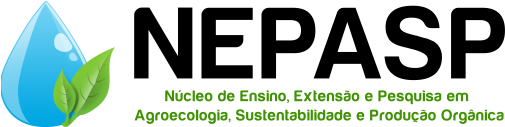 NEPASP
Núcleo de Ensino, Extensão e Pesquisa em
Agroecologia, Sustentabilidade e Produção Orgânica